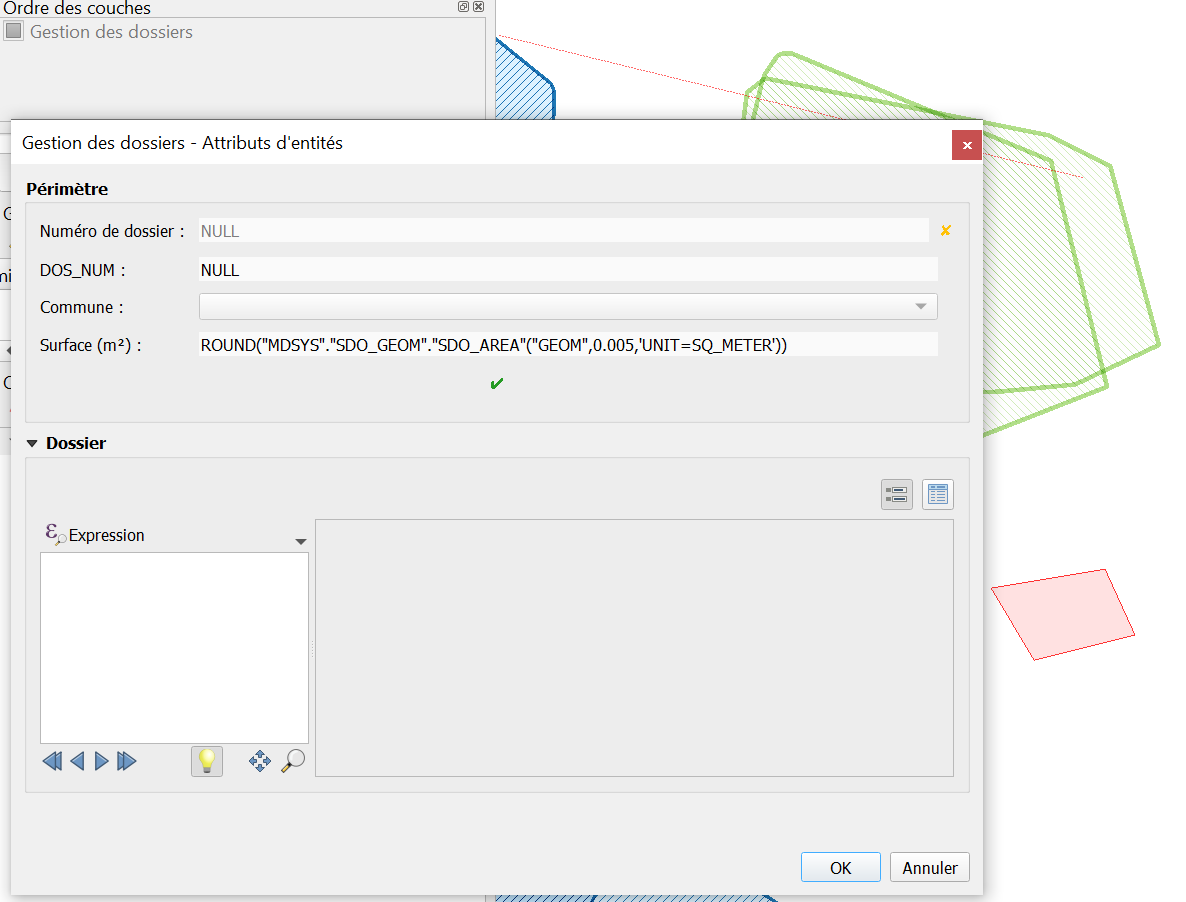 Ordre des couches
Gestion des dossiers
Gestion des dossiers - Attributs d'entités
Périmètre
Numéro de dossier : NULL
DOS_NUM : NULL
Commune :
Surface (m²) : ROUND("MDSYS"."SDO_GEOM"."SDO_AREA"("GEOM",0.005,'UNIT=SQ_METER'))
Dossier
Expression
OK Annuler